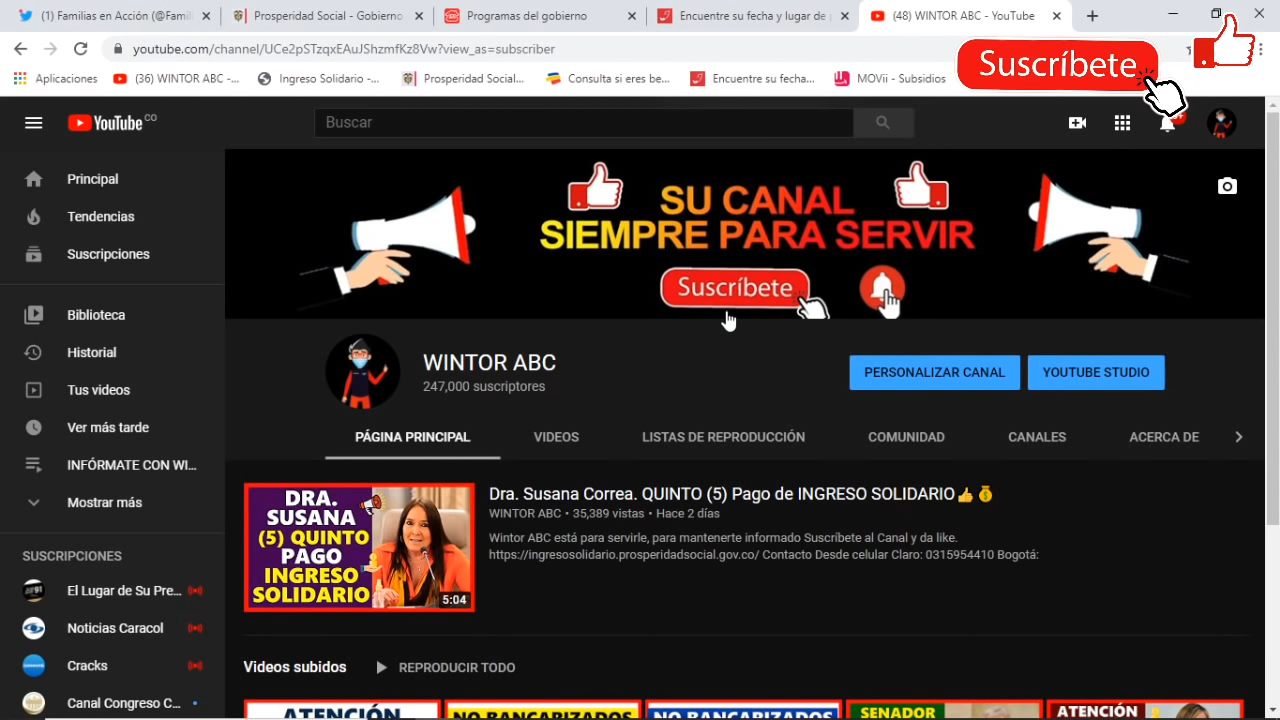 (1) Familias en Acción (@Fami
Prosperidad Social - Gobierno
Programas del gobierno
Encuentre su fecha y lugar de
(48) WINTOR ABC - YouTube
youtube.com/channel/UCe2pSTzqxEAuJShzmfKz8Vw?view_as=subscriber
Suscríbete
Aplicaciones
(36) WINTOR ABC -...
Ingreso Solidario -...
Prosperidad Social...
Consulta si eres be...
Encuentre su fecha...
MOVii - Subsidios
YouTube CO
Buscar
Principal
Tendencias
Suscripciones
Biblioteca
Historial
Tus videos
Ver más tarde
INFÓRMATE CON WI...
Mostrar más
SUSCRIPCIONES
El Lugar de Su Pre...
Noticias Caracol
Cracks
Canal Congreso C...
SU CANAL
SIEMPRE PARA SERVIR
Suscríbete
WINTOR ABC
247,000 suscriptores
PERSONALIZAR CANAL
YOUTUBE STUDIO
PÁGINA PRINCIPAL
VIDEOS
LISTAS DE REPRODUCCIÓN
COMUNIDAD
CANALES
ACERCA DE
DRA.
SUSANA
(5) QUINTO
PAGO
INGRESO
SOLIDARIO
5:04
Dra. Susana Correa. QUINTO (5) Pago de INGRESO SOLIDARIO👍💰
WINTOR ABC • 35,389 vistas • Hace 2 días
Wintor ABC está para servirle, para mantenerte informado Suscríbete al Canal y da like.
https://ingresosolidario.prosperidadsocial.gov.co/ Contacto Desde celular Claro: 0315954410 Bogotá:
Videos subidos
REPRODUCIR TODO
ATENCIÓN
NO BANCARIZADOS
NO BANCARIZADOS
SENADOR
ATENCIÓN